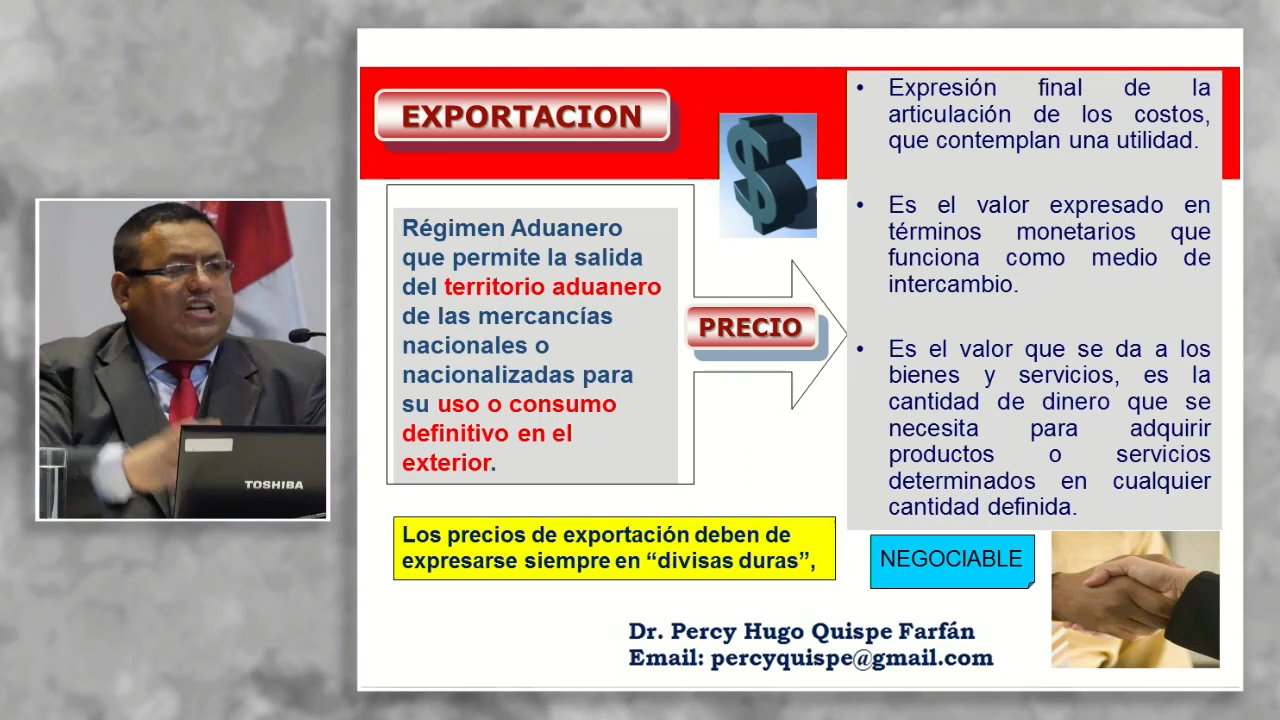 EXPORTACION
Régimen Aduanero
que permite la salida
del territorio aduanero
de las mercancías
nacionales o
nacionalizadas para
su uso o consumo
definitivo en el
exterior.
PRECIO
• Expresión final de la
articulación de los costos,
que contemplan una utilidad.
• Es el valor expresado en
términos monetarios que
funciona como medio de
intercambio.
• Es el valor que se da a los
bienes y servicios, es la
cantidad de dinero que se
necesita para adquirir
productos o servicios
determinados en cualquier
cantidad definida.
Los precios de exportación deben de
expresarse siempre en “divisas duras”,
NEGOCIABLE
Dr. Percy Hugo Quispe Farfán
Email: percyquispe@gmail.com
TOSHIBA